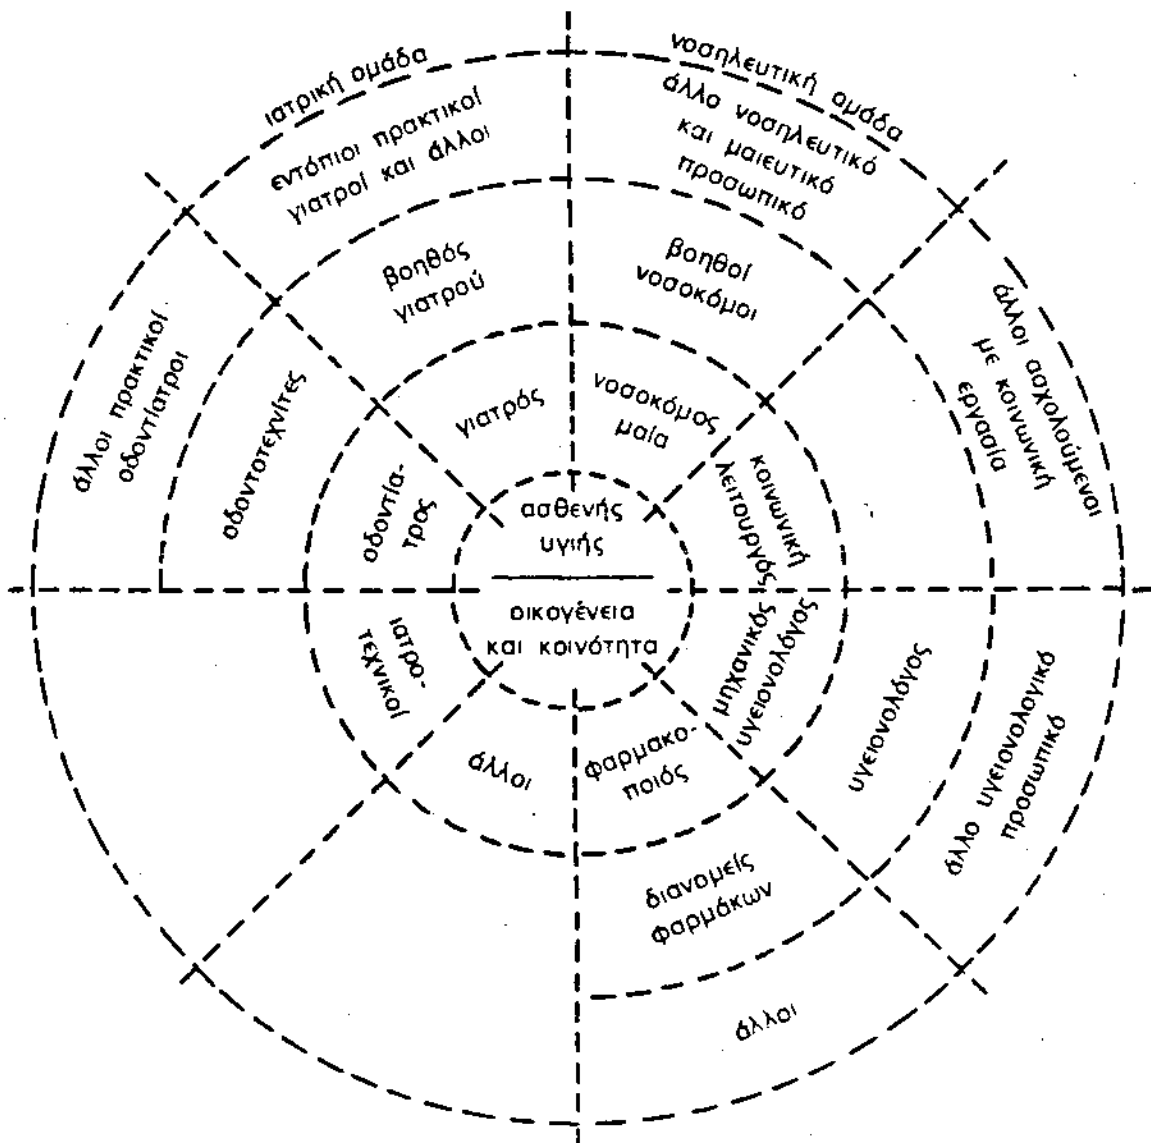 ιατρική ομάδα
εντόπιοι πρακτικοί
γιατροί και άλλοι
βοηθός
γιατρού
γιατρός
νοσηλευτική ομάδα
άλλο νοσηλευτικό
και μαιευτικό
προσωπικό
βοηθοί
νοσοκόμοι
νοσοκόμος
μαία
άλλοι ασχολούμενοι
με κοινωνική
εργασία
κοινωνική
λειτουργός
άλλοι πρακτικοί
οδοντίατροι
οδοντοτεχνίτες
οδοντία-
τρος
ασθενής
υγιής
οικογένεια
και κοινότητα
ιατρο-
τεχνικοί
άλλοι
φαρμακο-
ποιός
διανομείς
φαρμάκων
άλλοι
μηχανικός
υγειονολόγος
υγειονολόγος
άλλο υγειονολογικό
προσωπικό